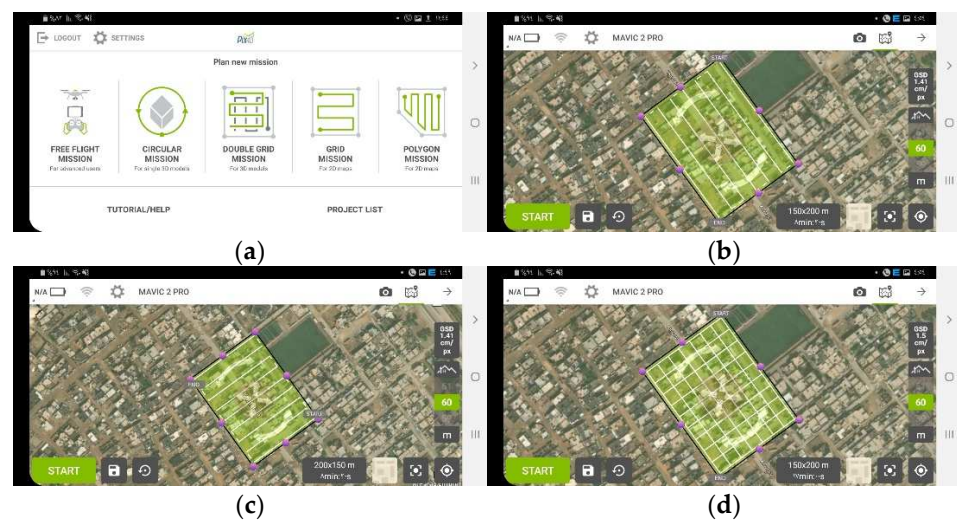 LOGOUT SETTINGS
Plan new mission
FREE FLIGHT
MISSION
For advanced users
CIRCULAR
MISSION
For single 3D models
DOUBLE GRID
MISSION
For 3D models
GRID
MISSION
For 2D maps
POLYGON
MISSION
For 2D maps
TUTORIAL/HELP PROJECT LIST
(a)
N/A MAVIC 2 PRO
START
GSD
1.41
cm/
px
60
m
START
150x200 m
END
(b)
N/A MAVIC 2 PRO
GSD
1.41
cm/
px
END
START
60
m
START
200x150 m
(c)
N/A MAVIC 2 PRO
START
GSD
1.5
cm/
px
60
m
START
150x200 m
END
(d)